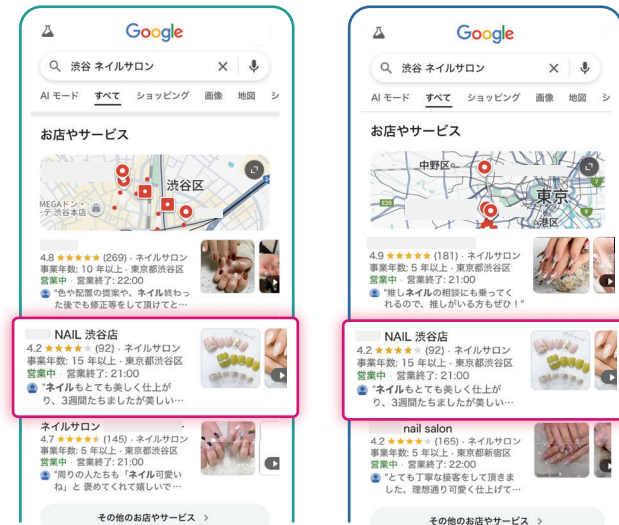 Google
渋谷 ネイルサロン
AI モード すべて ショッピング 画像 地図 シ
お店やサービス
渋谷区
MEGAドン・
テ 渋谷本店
4.8 ★★★★★ (269) · ネイルサロン
事業年数: 10 年以上 · 東京都渋谷区
営業中 · 営業終了: 22:00
"色や配置の提案や、ネイル終わっ
た後でも修正等をして頂けてと…
NAIL 渋谷店
4.2 ★★★★★ (92) · ネイルサロン
事業年数: 15 年以上 · 東京都渋谷区
営業中 · 営業終了: 21:00
"ネイルもとても美しく仕上が
り、3週間たちましたが美しい…
ネイルサロン
4.7 ★★★★★ (145) · ネイルサロン
事業年数: 5 年以上 · 東京都渋谷区
営業中 · 営業終了: 21:00
"周りの人たちも「ネイル可愛い
ね」と 褒めてくれて嬉しいで…
その他のお店やサービス >
Google
渋谷 ネイルサロン
AI モード すべて ショッピング 画像 地図 シ
お店やサービス
中野区
東京
E20
港区
4.9 ★★★★★ (181) · ネイルサロン
事業年数: 5 年以上 · 東京都渋谷区
営業中 · 営業終了: 21:00
"推しネイルの相談にも乗ってく
れるので、推しがいる方もぜひ！"
NAIL 渋谷店
4.2 ★★★★★ (92) · ネイルサロン
事業年数: 15 年以上 · 東京都渋谷区
営業中 · 営業終了: 21:00
"ネイルもとても美しく仕上が
り、3週間たちましたが美しい…
nail salon
4.2 ★★★★★ (165) · ネイルサロン
事業年数: 5 年以上 · 東京都新宿区
営業中 · 営業終了: 22:00
"とても丁寧な接客をして頂きま
した、理想通り可愛く仕上げて…
その他のお店やサービス >